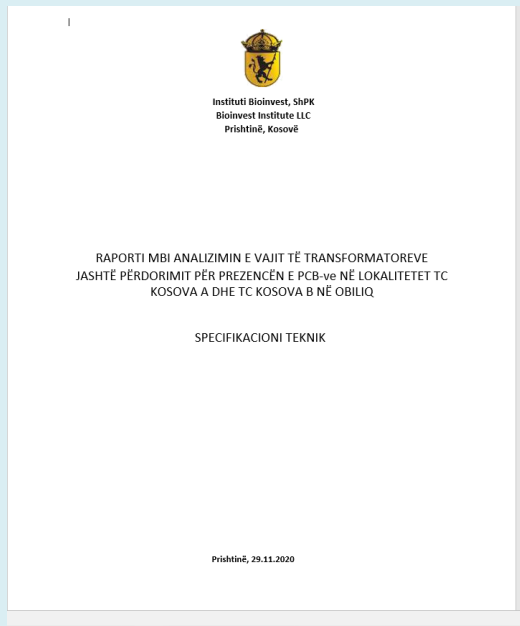 Instituti Bioinvest, ShPK
Bioinvest Institute LLC
Prishtinë, Kosovë
RAPORTI MBI ANALIZIMIN E VAJIT TË TRANSFORMATOREVE
JASHTË PËRDORIMIT PËR PREZENCËN E PCB-ve NË LOKALITETET TC
KOSOVA A DHE TC KOSOVA B NË OBILIQ
SPECIFIKACIONI TEKNIK
Prishtinë, 29.11.2020